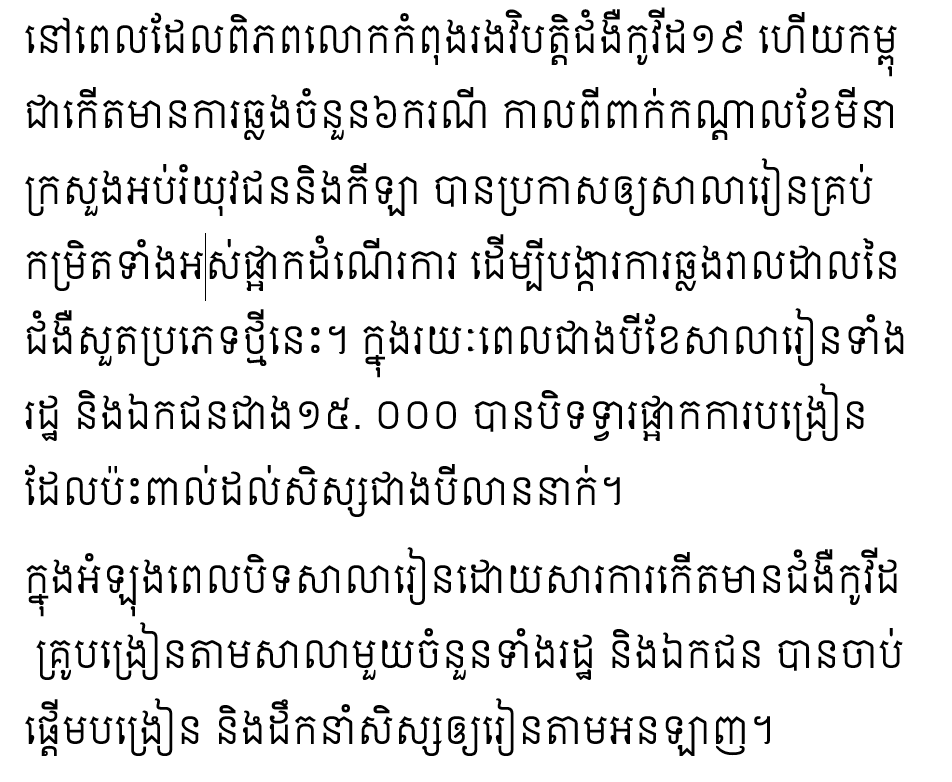 នៅពេលដែលពិភពលោកកំពុងរងវិបត្តិជំងឺកូវីដ១៩ ហើយកម្ពុ
ជាកើតមានការឆ្លងចំនួន៦ករណី កាលពីពាក់កណ្ដាលខែមីនា
ក្រសួងអប់រំយុវជននិងកីឡា បានប្រកាសឲ្យសាលារៀនគ្រប់
កម្រិតទាំងអស់ផ្អាកដំណើរការ ដើម្បីបង្ការការឆ្លងរាលដាលនៃ
ជំងឺសួតប្រភេទថ្មីនេះ។ ក្នុងរយៈពេលជាងបីខែសាលារៀនទាំង
រដ្ឋ និងឯកជនជាង១៥. ០០០ បានបិទទ្វារផ្អាកការបង្រៀន
ដែលប៉ះពាល់ដល់សិស្សជាងបីលាននាក់។
ក្នុងអំឡុងពេលបិទសាលារៀនដោយសារការកើតមានជំងឺកូវីដ
គ្រូបង្រៀនតាមសាលាមួយចំនួនទាំងរដ្ឋ និងឯកជន បានចាប់
ផ្ដើមបង្រៀន និងដឹកនាំសិស្សឲ្យរៀនតាមអនឡាញ។